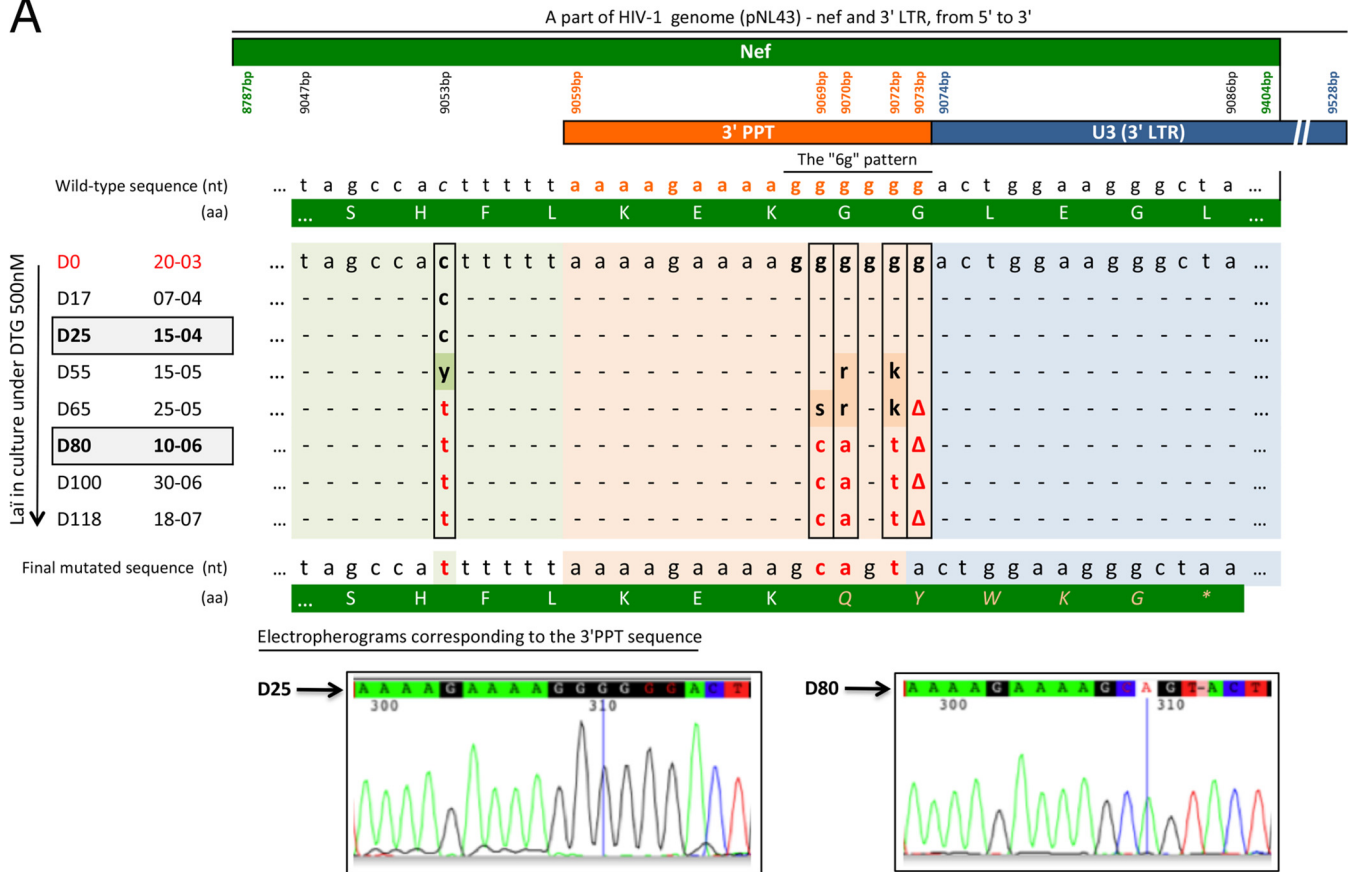 A
A part of HIV-1 genome (pNL43) - nef and 3' LTR, from 5' to 3'
Nef
8787bp 9047bp 9053bp 9059bp 9069bp 9070bp 9072bp 9073bp 9074bp 9086bp 9404bp 9528bp
3' PPT U3 (3' LTR)
The "6g" pattern
Wild-type sequence (nt) ... t a g c c a c t t t t t a a a a g a a a a g g g g g g a c t g g a a g g g c t a ...
(aa) ... S H F L K E K G G L E G L ...
Laï in culture under DTG 500nM
D0 20-03 ... t a g c c a c t t t t t a a a a g a a a a g g g g g g a c t g g a a g g g c t a ...
D17 07-04 ... - - - - - - c - - - - - - - - - - - - - - - - - - - - - - - - - - - - - - - - - ...
D25 15-04 ... - - - - - - c - - - - - - - - - - - - - - - - - - - - - - - - - - - - - - - - - ...
D55 15-05 ... - - - - - - y - - - - - - - - - - - - - - - - r - k - - - - - - - - - - - - - - ...
D65 25-05 ... - - - - - - t - - - - - - - - - - - - - - - s r - k Δ - - - - - - - - - - - - - ...
D80 10-06 ... - - - - - - t - - - - - - - - - - - - - - - c a - t Δ - - - - - - - - - - - - - ...
D100 30-06 ... - - - - - - t - - - - - - - - - - - - - - - c a - t Δ - - - - - - - - - - - - - ...
D118 18-07 ... - - - - - - t - - - - - - - - - - - - - - - c a - t Δ - - - - - - - - - - - - - ...
Final mutated sequence (nt) ... t a g c c a t t t t t t a a a a g a a a a g c a g t a c t g g a a g g g c t a a ...
(aa) ... S H F L K E K Q Y W K G *
Electropherograms corresponding to the 3'PPT sequence
D25 A A A A G A A A A G G G G G G A C T
300 310
D80 A A A A G A A A A G C A G T - A C T
300 310